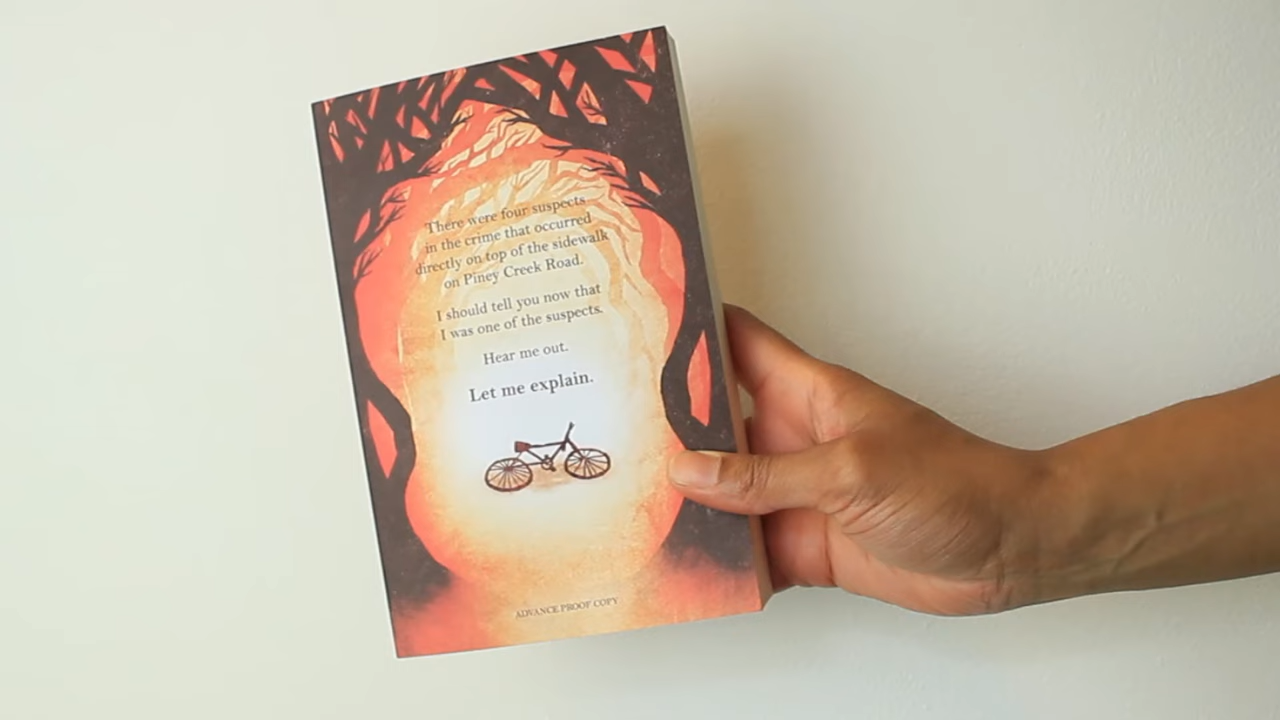 There were four suspects
in the crime that occurred
directly on top of the sidewalk
on Piney Creek Road.
I should tell you now that
I was one of the suspects.
Hear me out.
Let me explain.
ADVANCE PROOF COPY